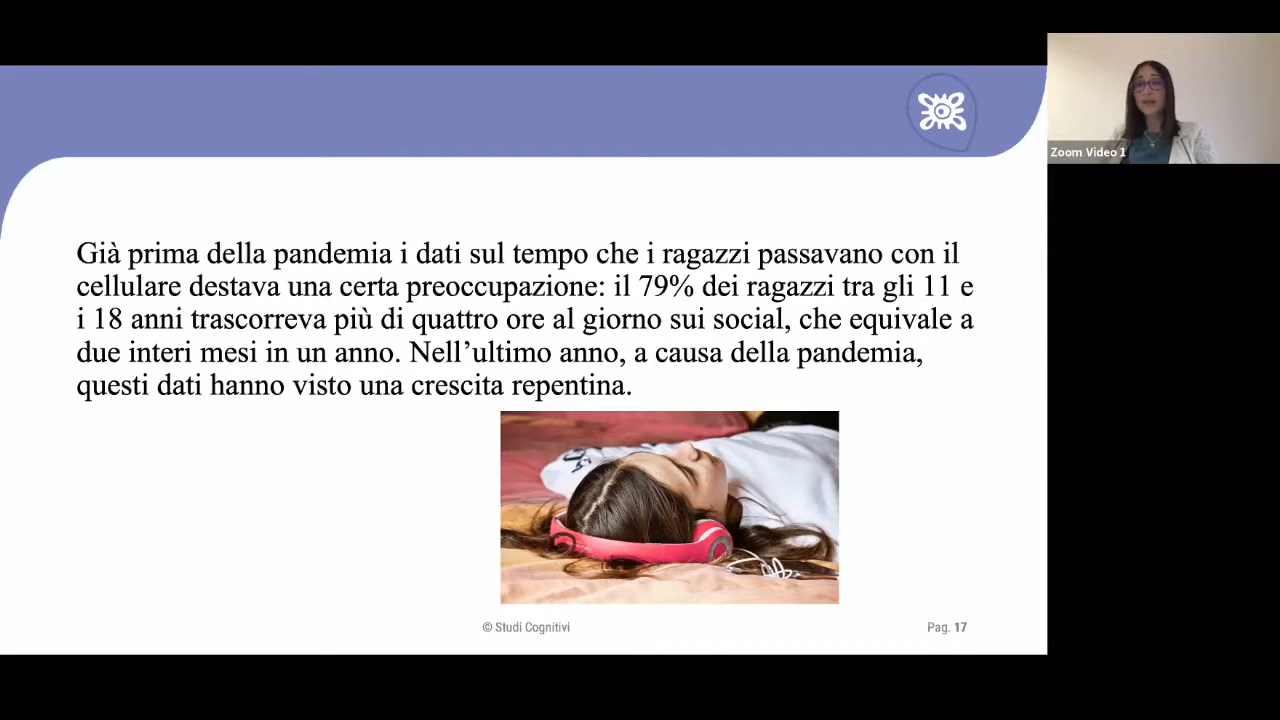 Già prima della pandemia i dati sul tempo che i ragazzi passavano con il
cellulare destava una certa preoccupazione: il 79% dei ragazzi tra gli 11 e
i 18 anni trascorreva più di quattro ore al giorno sui social, che equivale a
due interi mesi in un anno. Nell’ultimo anno, a causa della pandemia,
questi dati hanno visto una crescita repentina.
© Studi Cognitivi
Pag. 17
Zoom Video 1